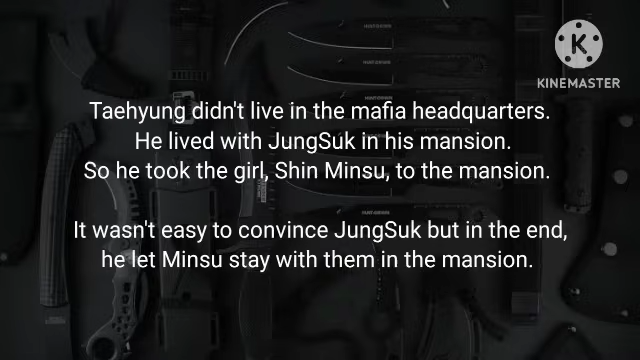 K
KINEMASTER
Taehyung didn't live in the mafia headquarters.
He lived with JungSuk in his mansion.
So he took the girl, Shin Minsu, to the mansion.
It wasn't easy to convince JungSuk but in the end,
he let Minsu stay with them in the mansion.